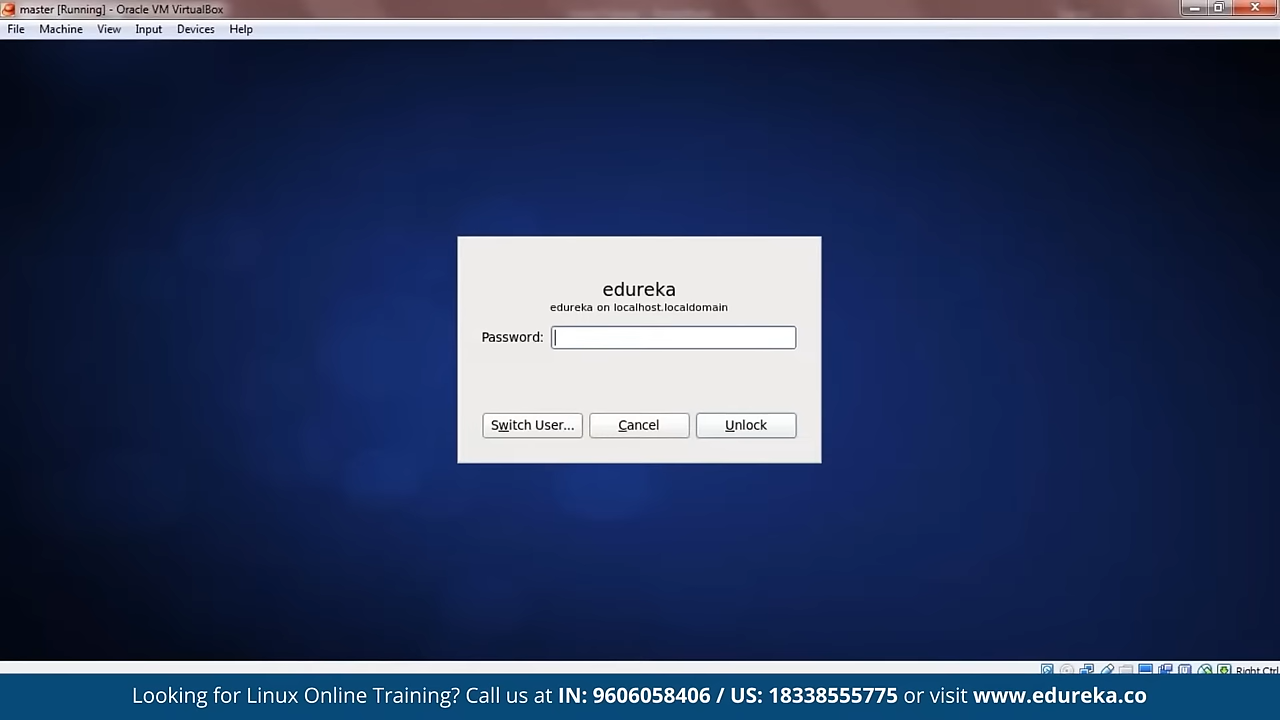 master [Running] - Oracle VM VirtualBox
File Machine View Input Devices Help
edureka
edureka on localhost.localdomain
Password:
Switch User... Cancel Unlock
Right Ctrl
Looking for Linux Online Training? Call us at IN: 9606058406 / US: 18338555775 or visit www.edureka.co